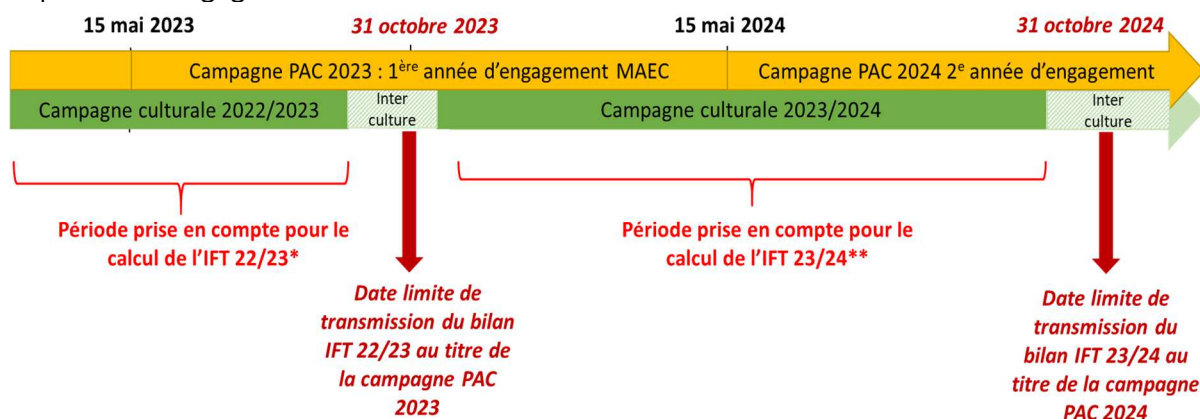 15 mai 2023
31 octobre 2023
15 mai 2024
31 octobre 2024
Campagne PAC 2023 : 1ère année d'engagement MAEC
Campagne PAC 2024 2e année d'engagement
Campagne culturale 2022/2023
Inter
culture
Campagne culturale 2023/2024
Inter
culture
Période prise en compte pour le
calcul de l'IFT 22/23*
Période prise en compte pour le
calcul de l'IFT 23/24**
Date limite de
transmission du bilan
IFT 22/23 au titre de
la campagne PAC
2023
Date limite de
transmission du
bilan IFT 23/24 au
titre de la campagne
PAC 2024